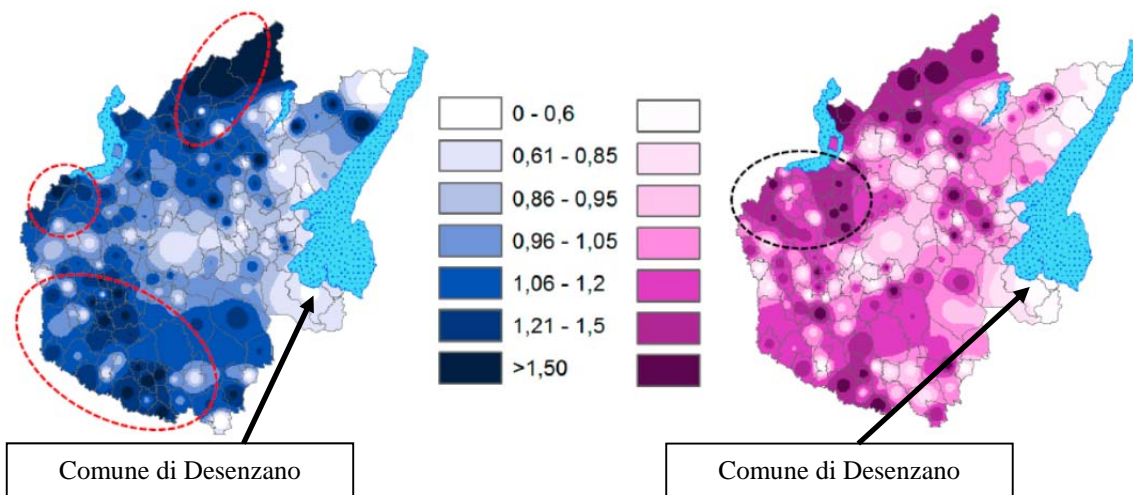 0 - 0,6
0,61 - 0,85
0,86 - 0,95
0,96 - 1,05
1,06 - 1,2
1,21 - 1,5
>1,50
Comune di Desenzano
Comune di Desenzano